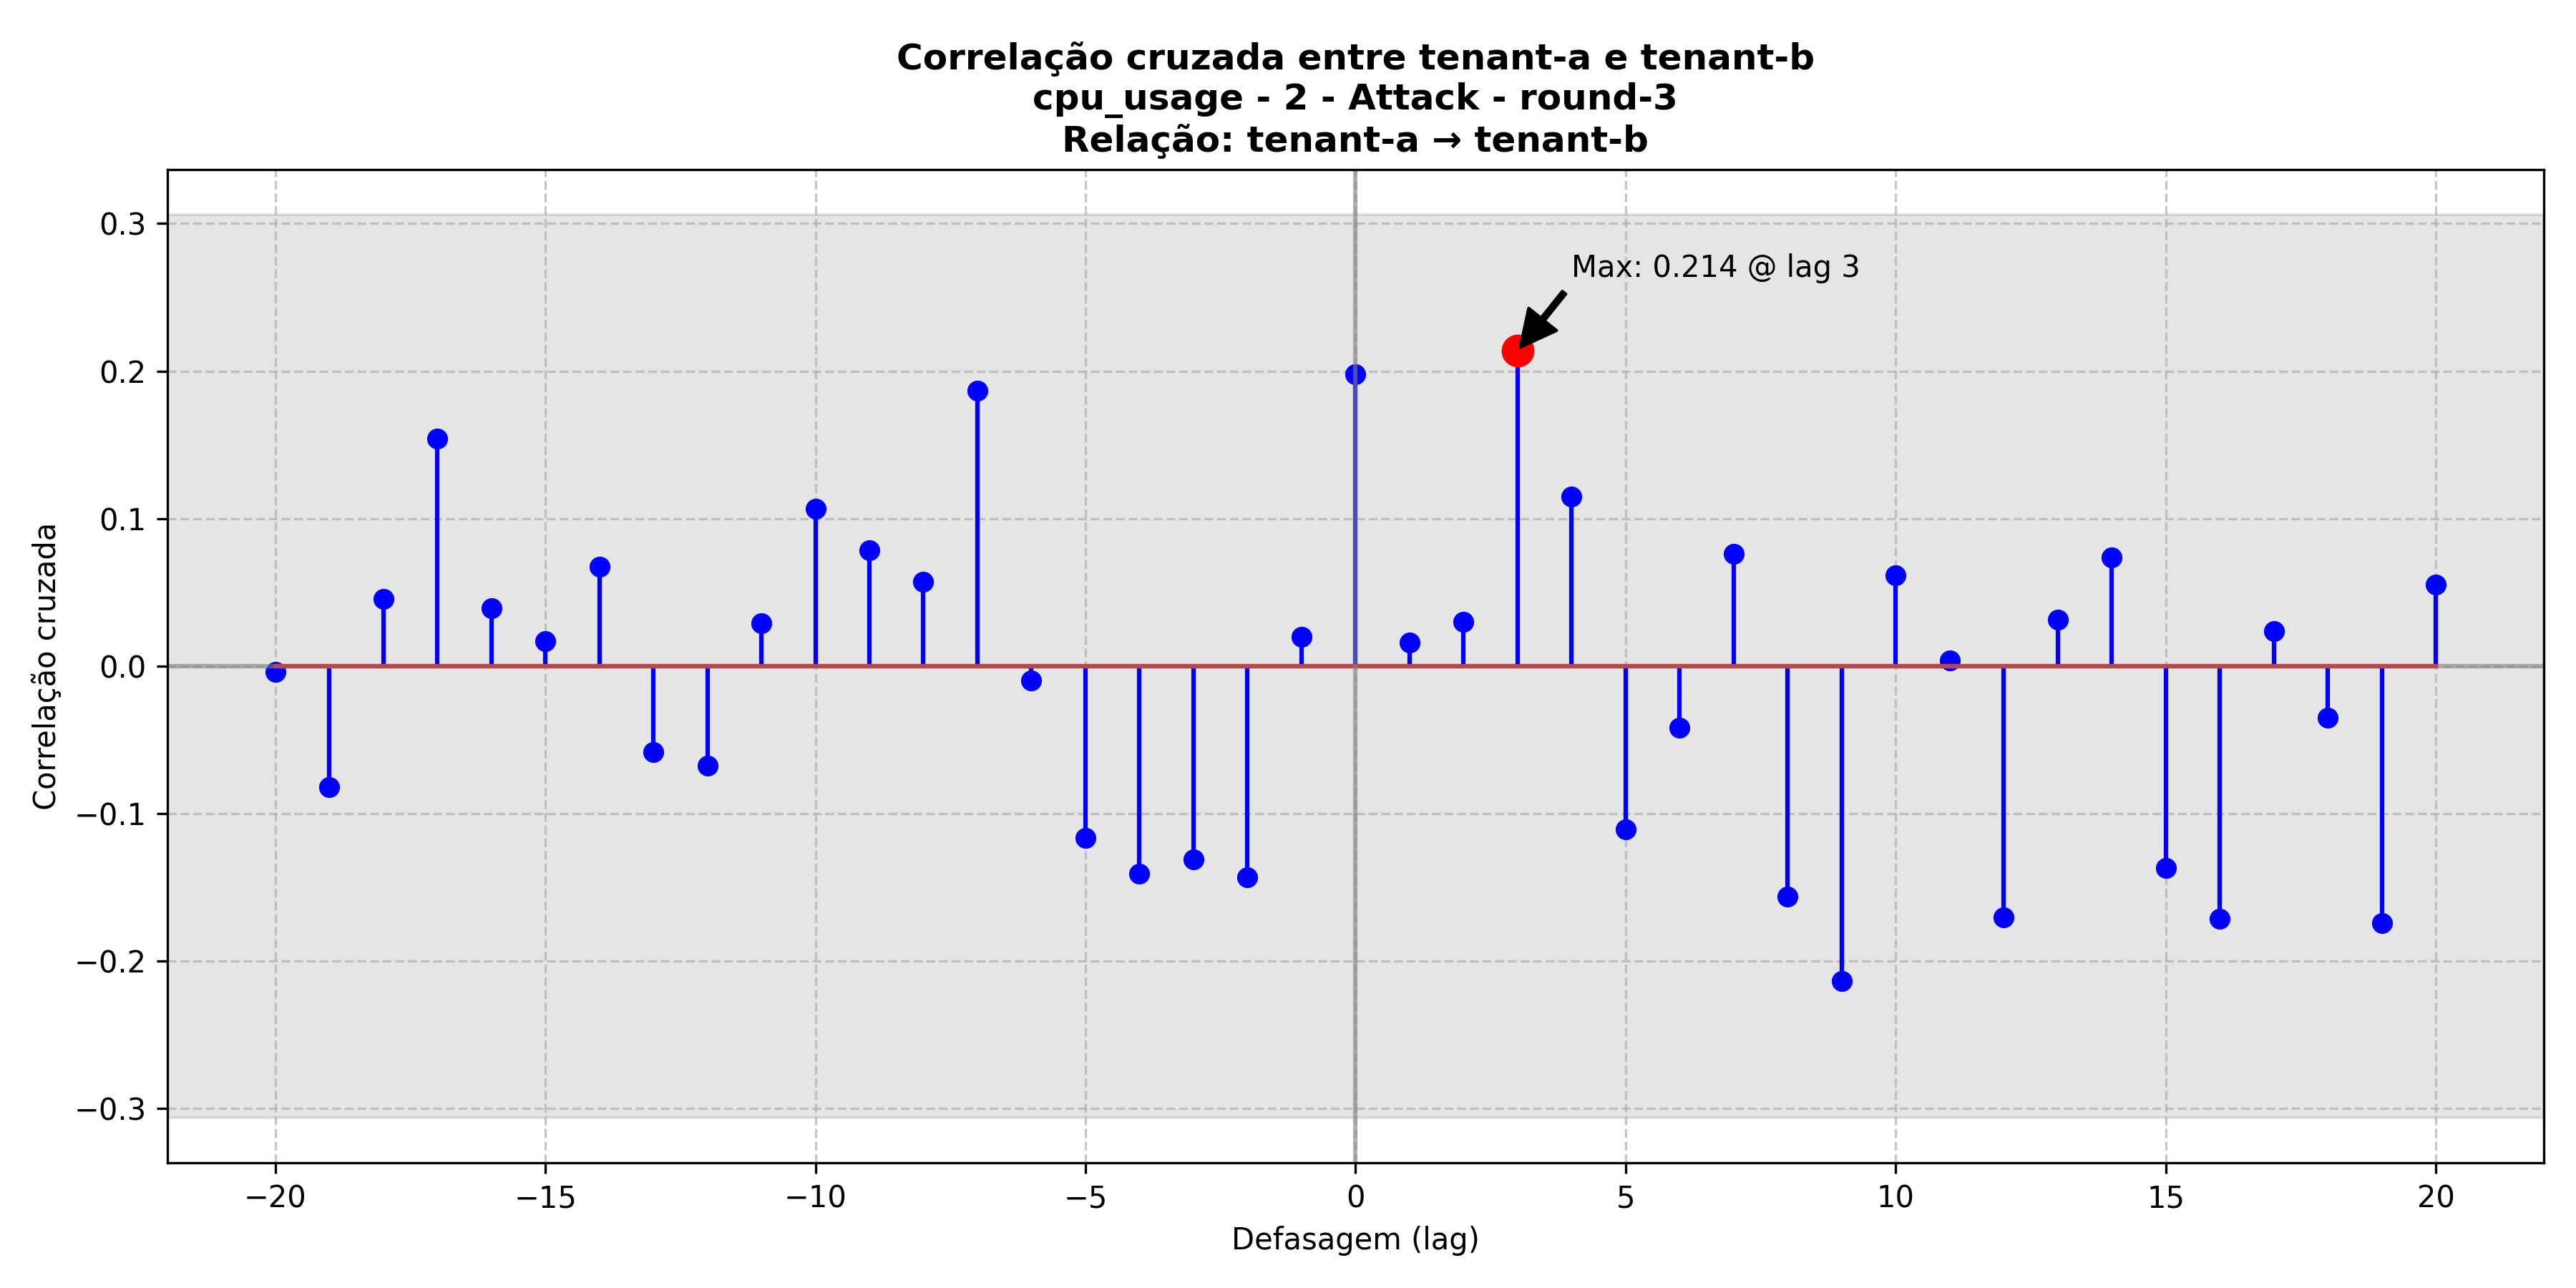 Correlação cruzada entre tenant-a e tenant-b
cpu_usage - 2 - Attack - round-3
Relação: tenant-a → tenant-b
Correlação cruzada
0.3
0.2
0.1
0.0
−0.1
−0.2
−0.3
Max: 0.214 @ lag 3
−20
−15
−10
−5
0
5
10
15
20
Defasagem (lag)